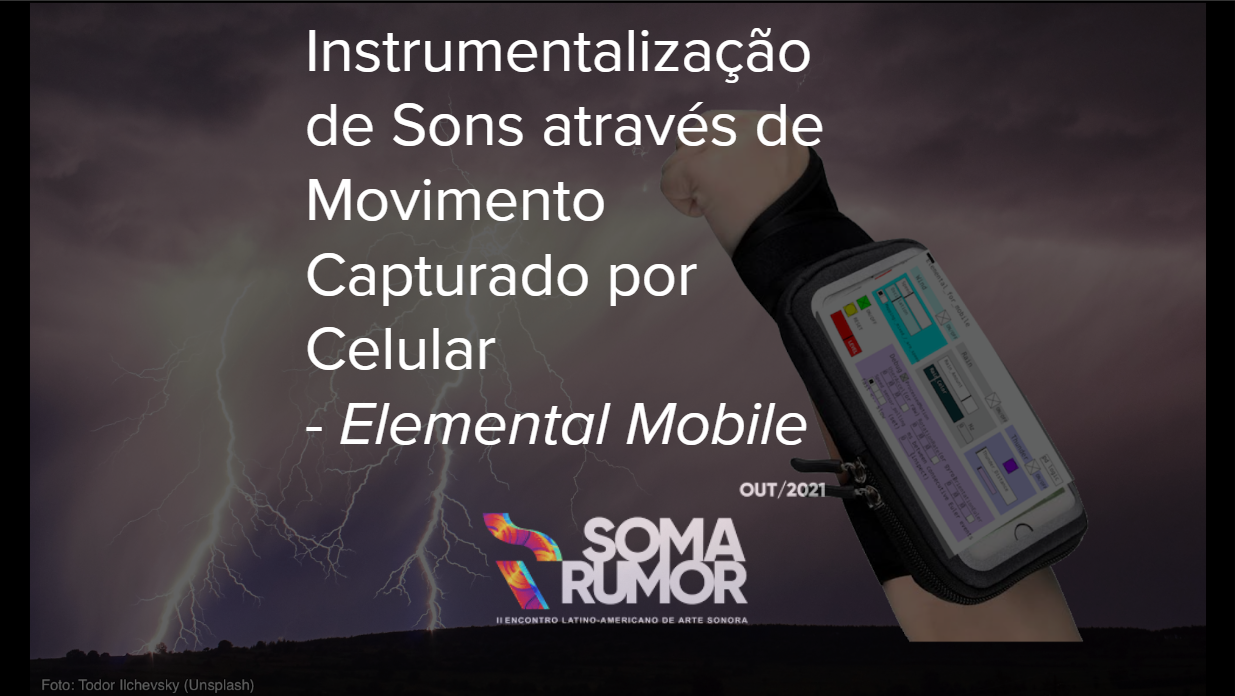 Instrumentalização
de Sons através de
Movimento
Capturado por
Celular
- Elemental Mobile
OUT/2021
SOMA
RUMOR
II ENCONTRO LATINO-AMERICANO DE ARTE SONORA
Foto: Todor Ilchevsky (Unsplash)